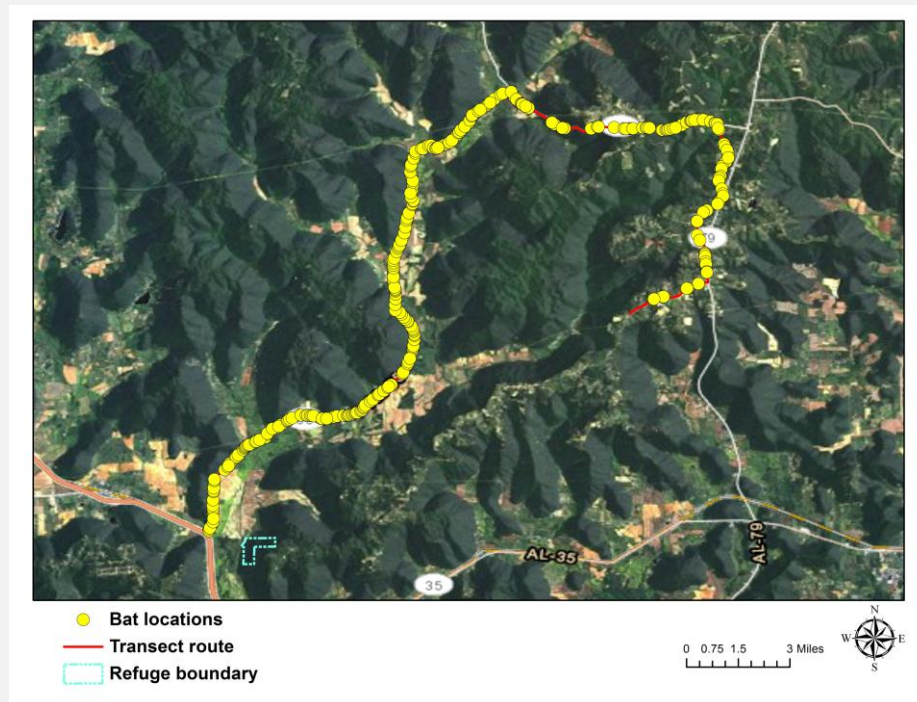 79
AL-35
35
AL-79
Bat locations
Transect route
Refuge boundary
0 0.75 1.5 3 Miles
N
W E
S